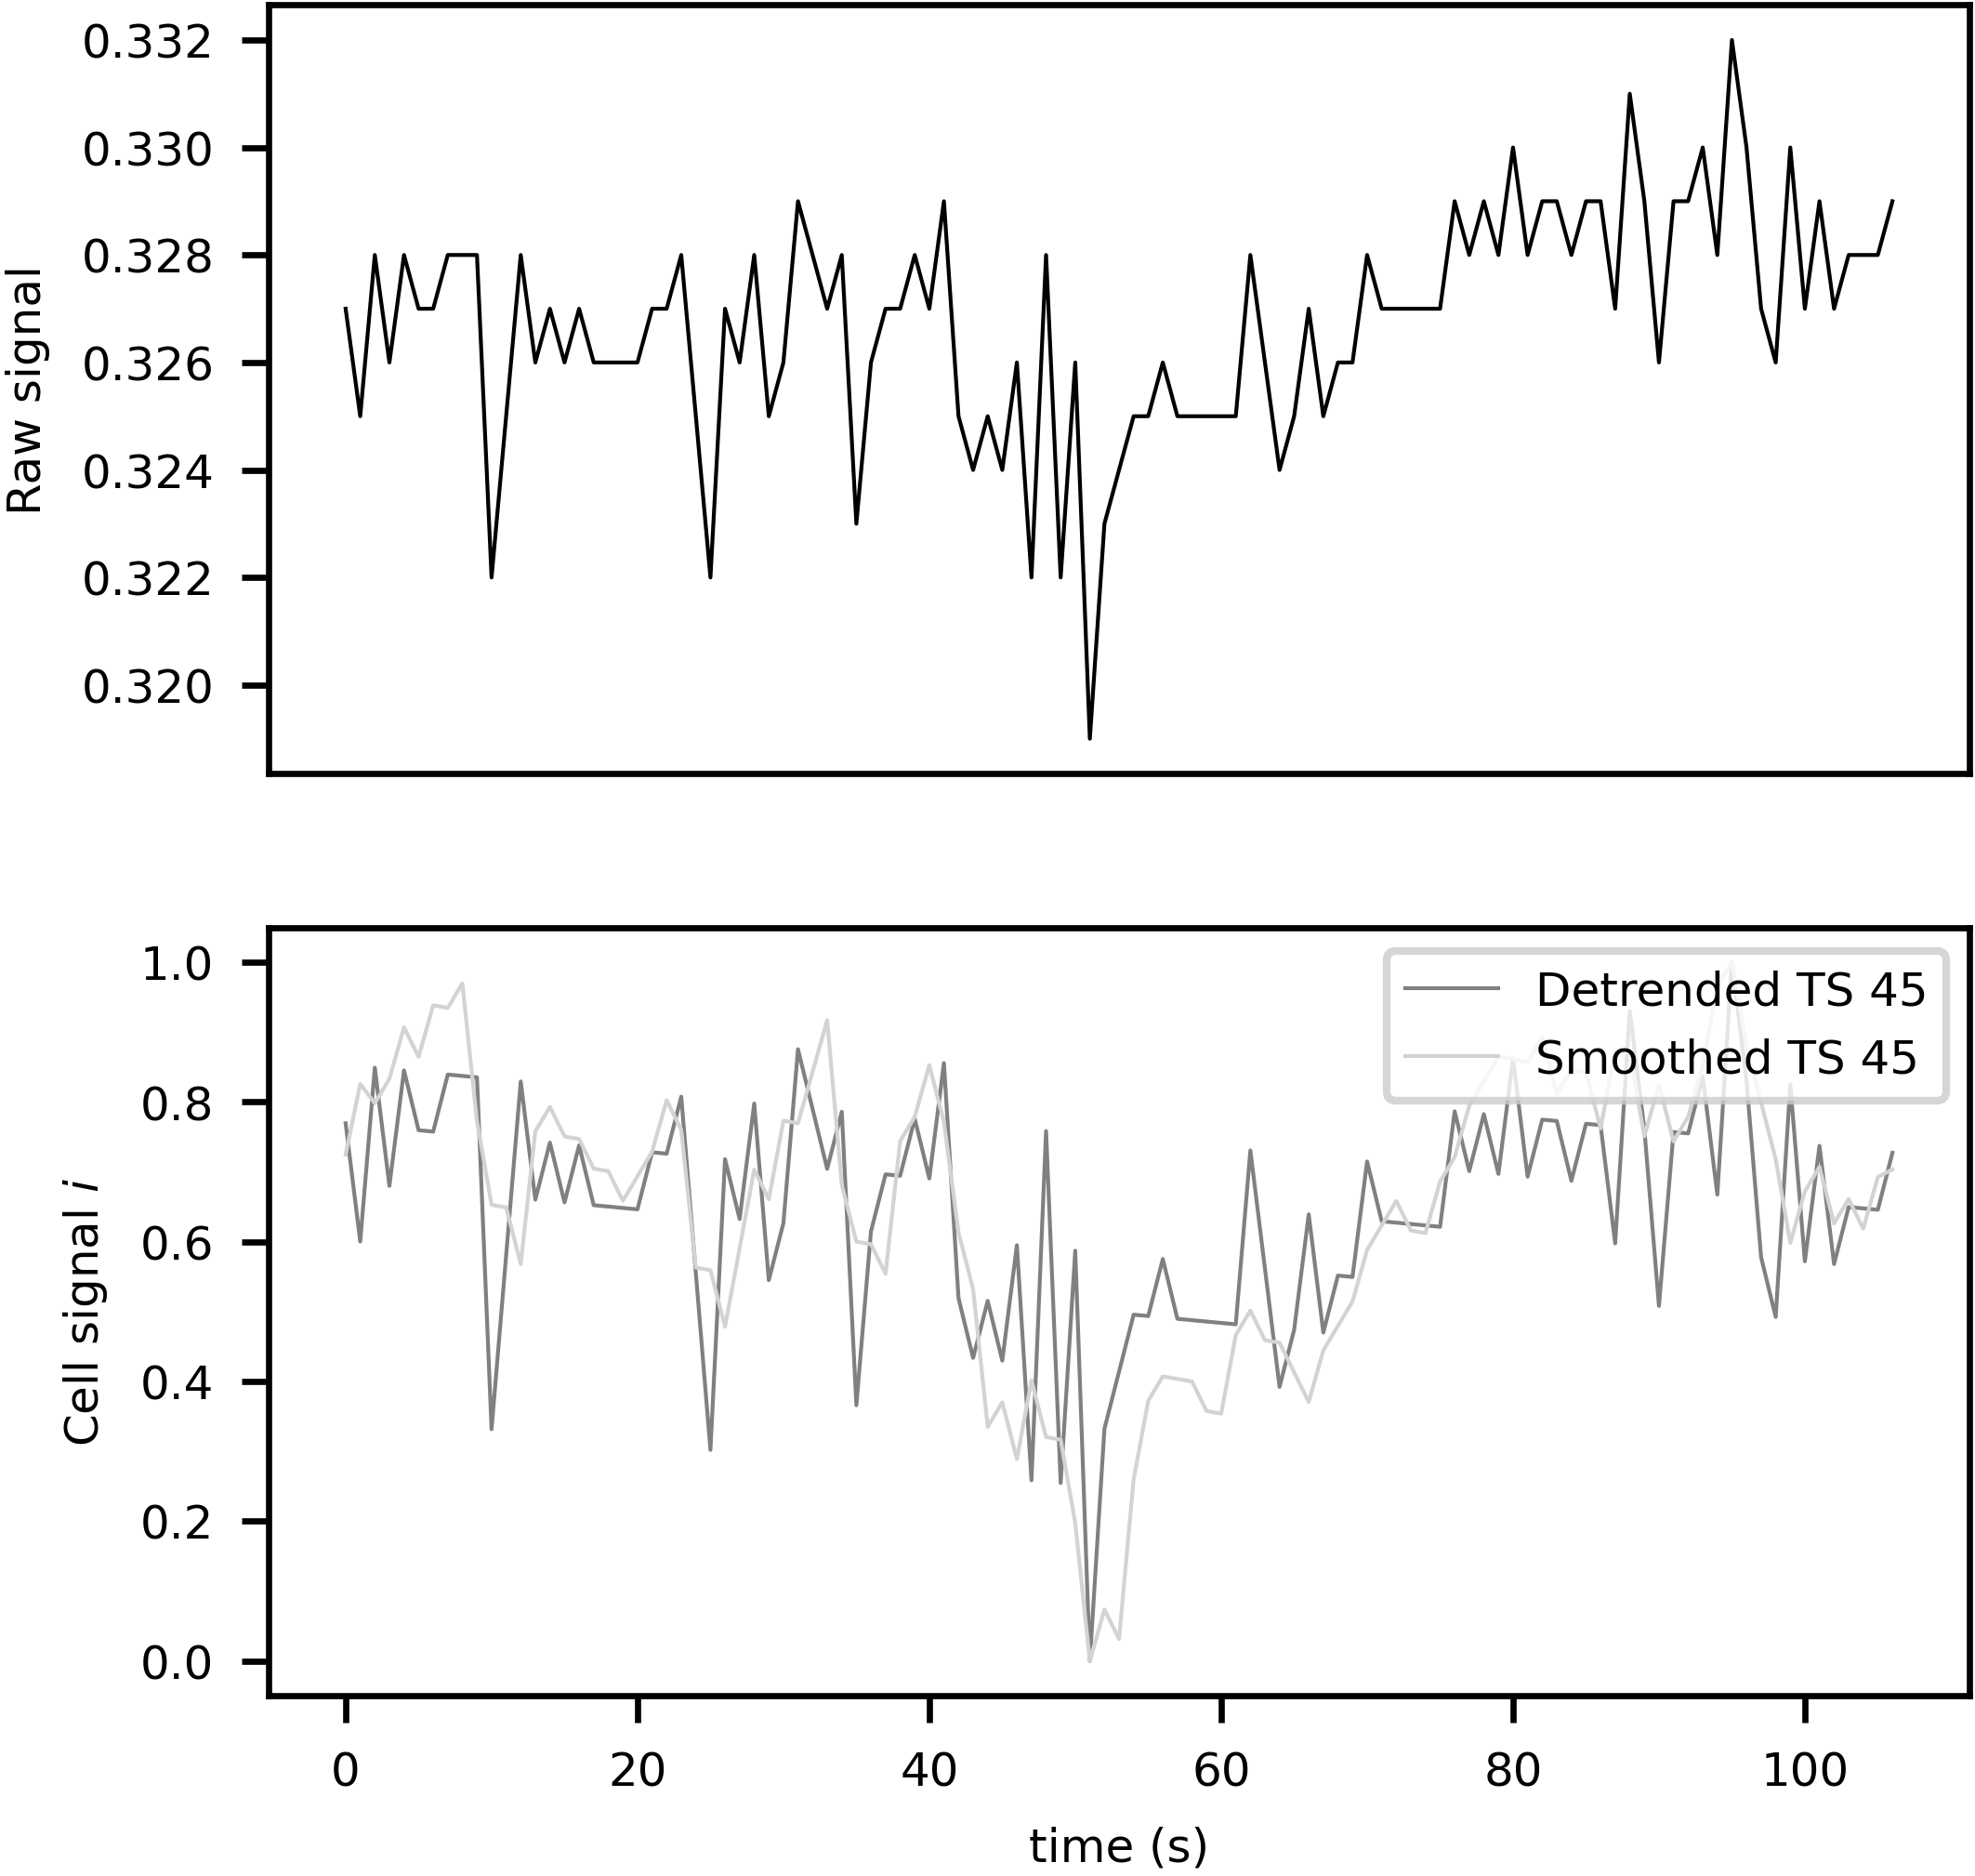 0.332
0.330
0.328
0.326
0.324
0.322
0.320
Raw signal
1.0
0.8
0.6
0.4
0.2
0.0
Cell signal i
Detrended TS 45
Smoothed TS 45
0 20 40 60 80 100
time (s)